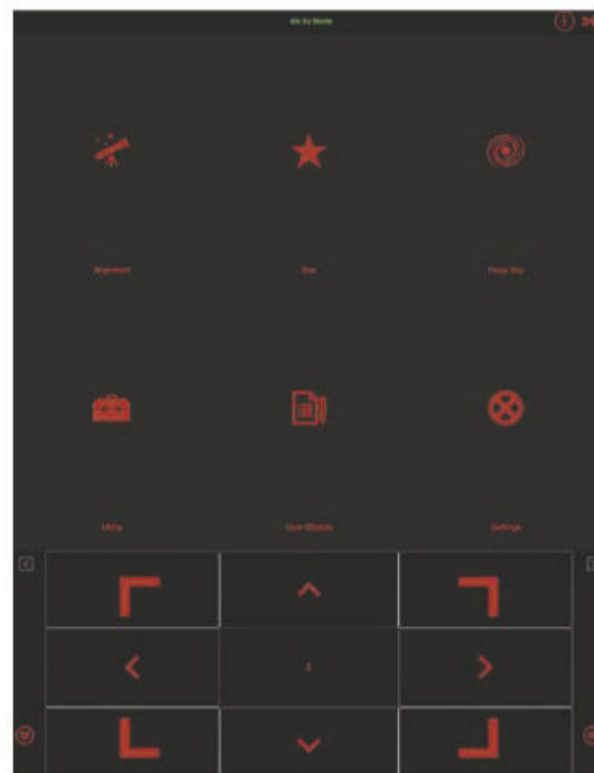 Alignment
Star
Deep Sky
Utility
User Objects
Settings